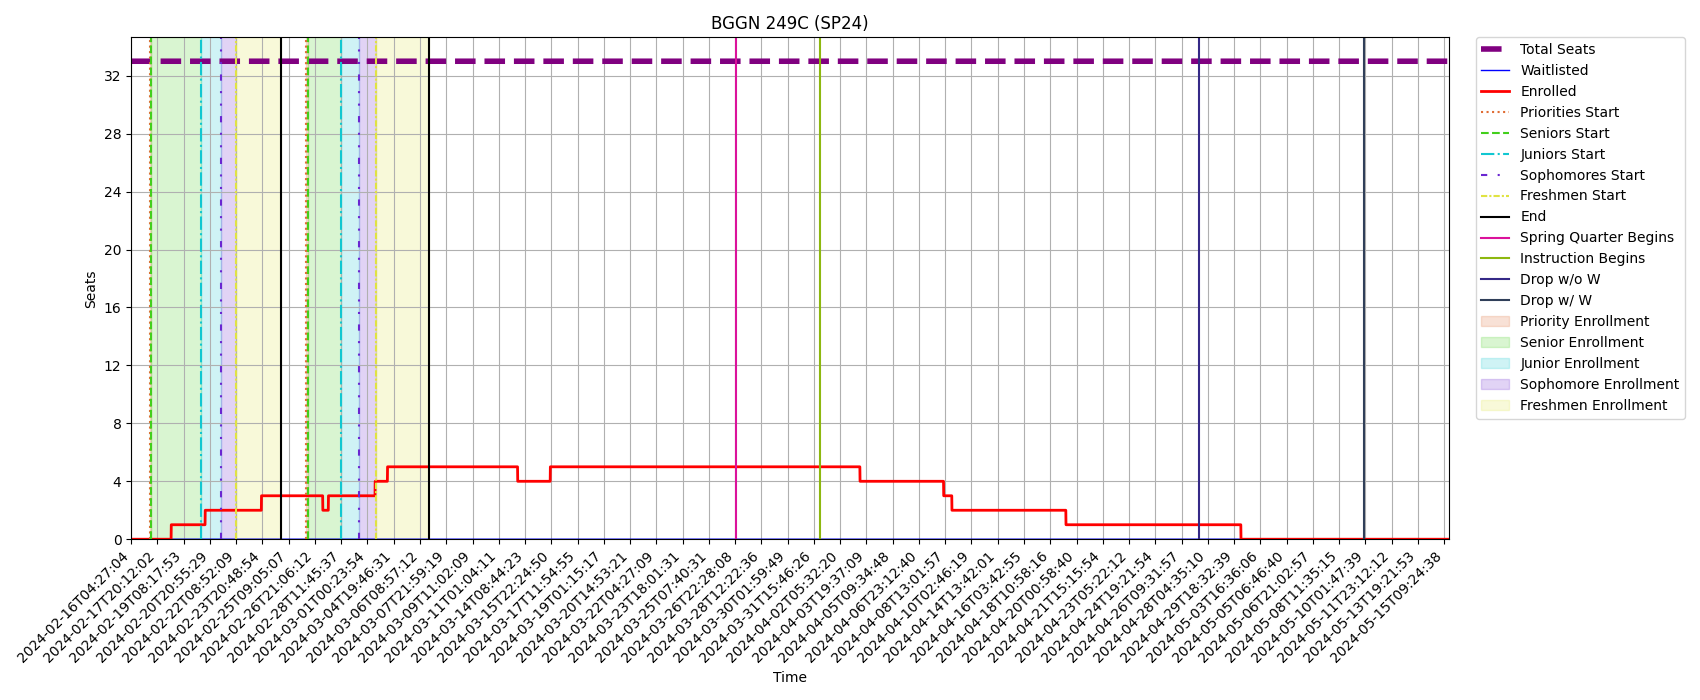 BGGN 249C (SP24)
Seats
32
28
24
20
16
12
8
4
0
2024-02-16T04:27:04
2024-02-17T20:12:02
2024-02-19T08:17:53
2024-02-20T20:55:29
2024-02-22T08:52:09
2024-02-23T20:48:54
2024-02-25T09:05:07
2024-02-26T21:06:12
2024-02-28T11:45:37
2024-03-01T00:23:54
2024-03-04T19:46:31
2024-03-06T08:57:12
2024-03-07T21:59:19
2024-03-09T11:02:09
2024-03-11T01:04:11
2024-03-14T08:44:23
2024-03-15T22:24:50
2024-03-17T11:54:55
2024-03-19T01:15:17
2024-03-20T14:53:21
2024-03-22T04:27:09
2024-03-23T18:01:31
2024-03-25T07:40:31
2024-03-26T22:28:08
2024-03-28T12:22:36
2024-03-30T01:59:49
2024-03-31T15:46:26
2024-04-02T05:32:20
2024-04-03T19:37:09
2024-04-05T09:34:48
2024-04-06T23:12:40
2024-04-08T13:01:57
2024-04-10T02:46:19
2024-04-14T13:42:01
2024-04-16T03:42:55
2024-04-18T10:58:16
2024-04-20T00:58:40
2024-04-21T15:15:54
2024-04-23T05:22:12
2024-04-24T19:21:54
2024-04-26T09:31:57
2024-04-28T04:35:10
2024-04-29T18:32:39
2024-05-03T16:36:06
2024-05-05T06:46:40
2024-05-06T21:02:57
2024-05-08T11:35:15
2024-05-10T01:47:39
2024-05-11T23:12:12
2024-05-13T19:21:53
2024-05-15T09:24:38
Time
Total Seats
Waitlisted
Enrolled
Priorities Start
Seniors Start
Juniors Start
Sophomores Start
Freshmen Start
End
Spring Quarter Begins
Instruction Begins
Drop w/o W
Drop w/ W
Priority Enrollment
Senior Enrollment
Junior Enrollment
Sophomore Enrollment
Freshmen Enrollment